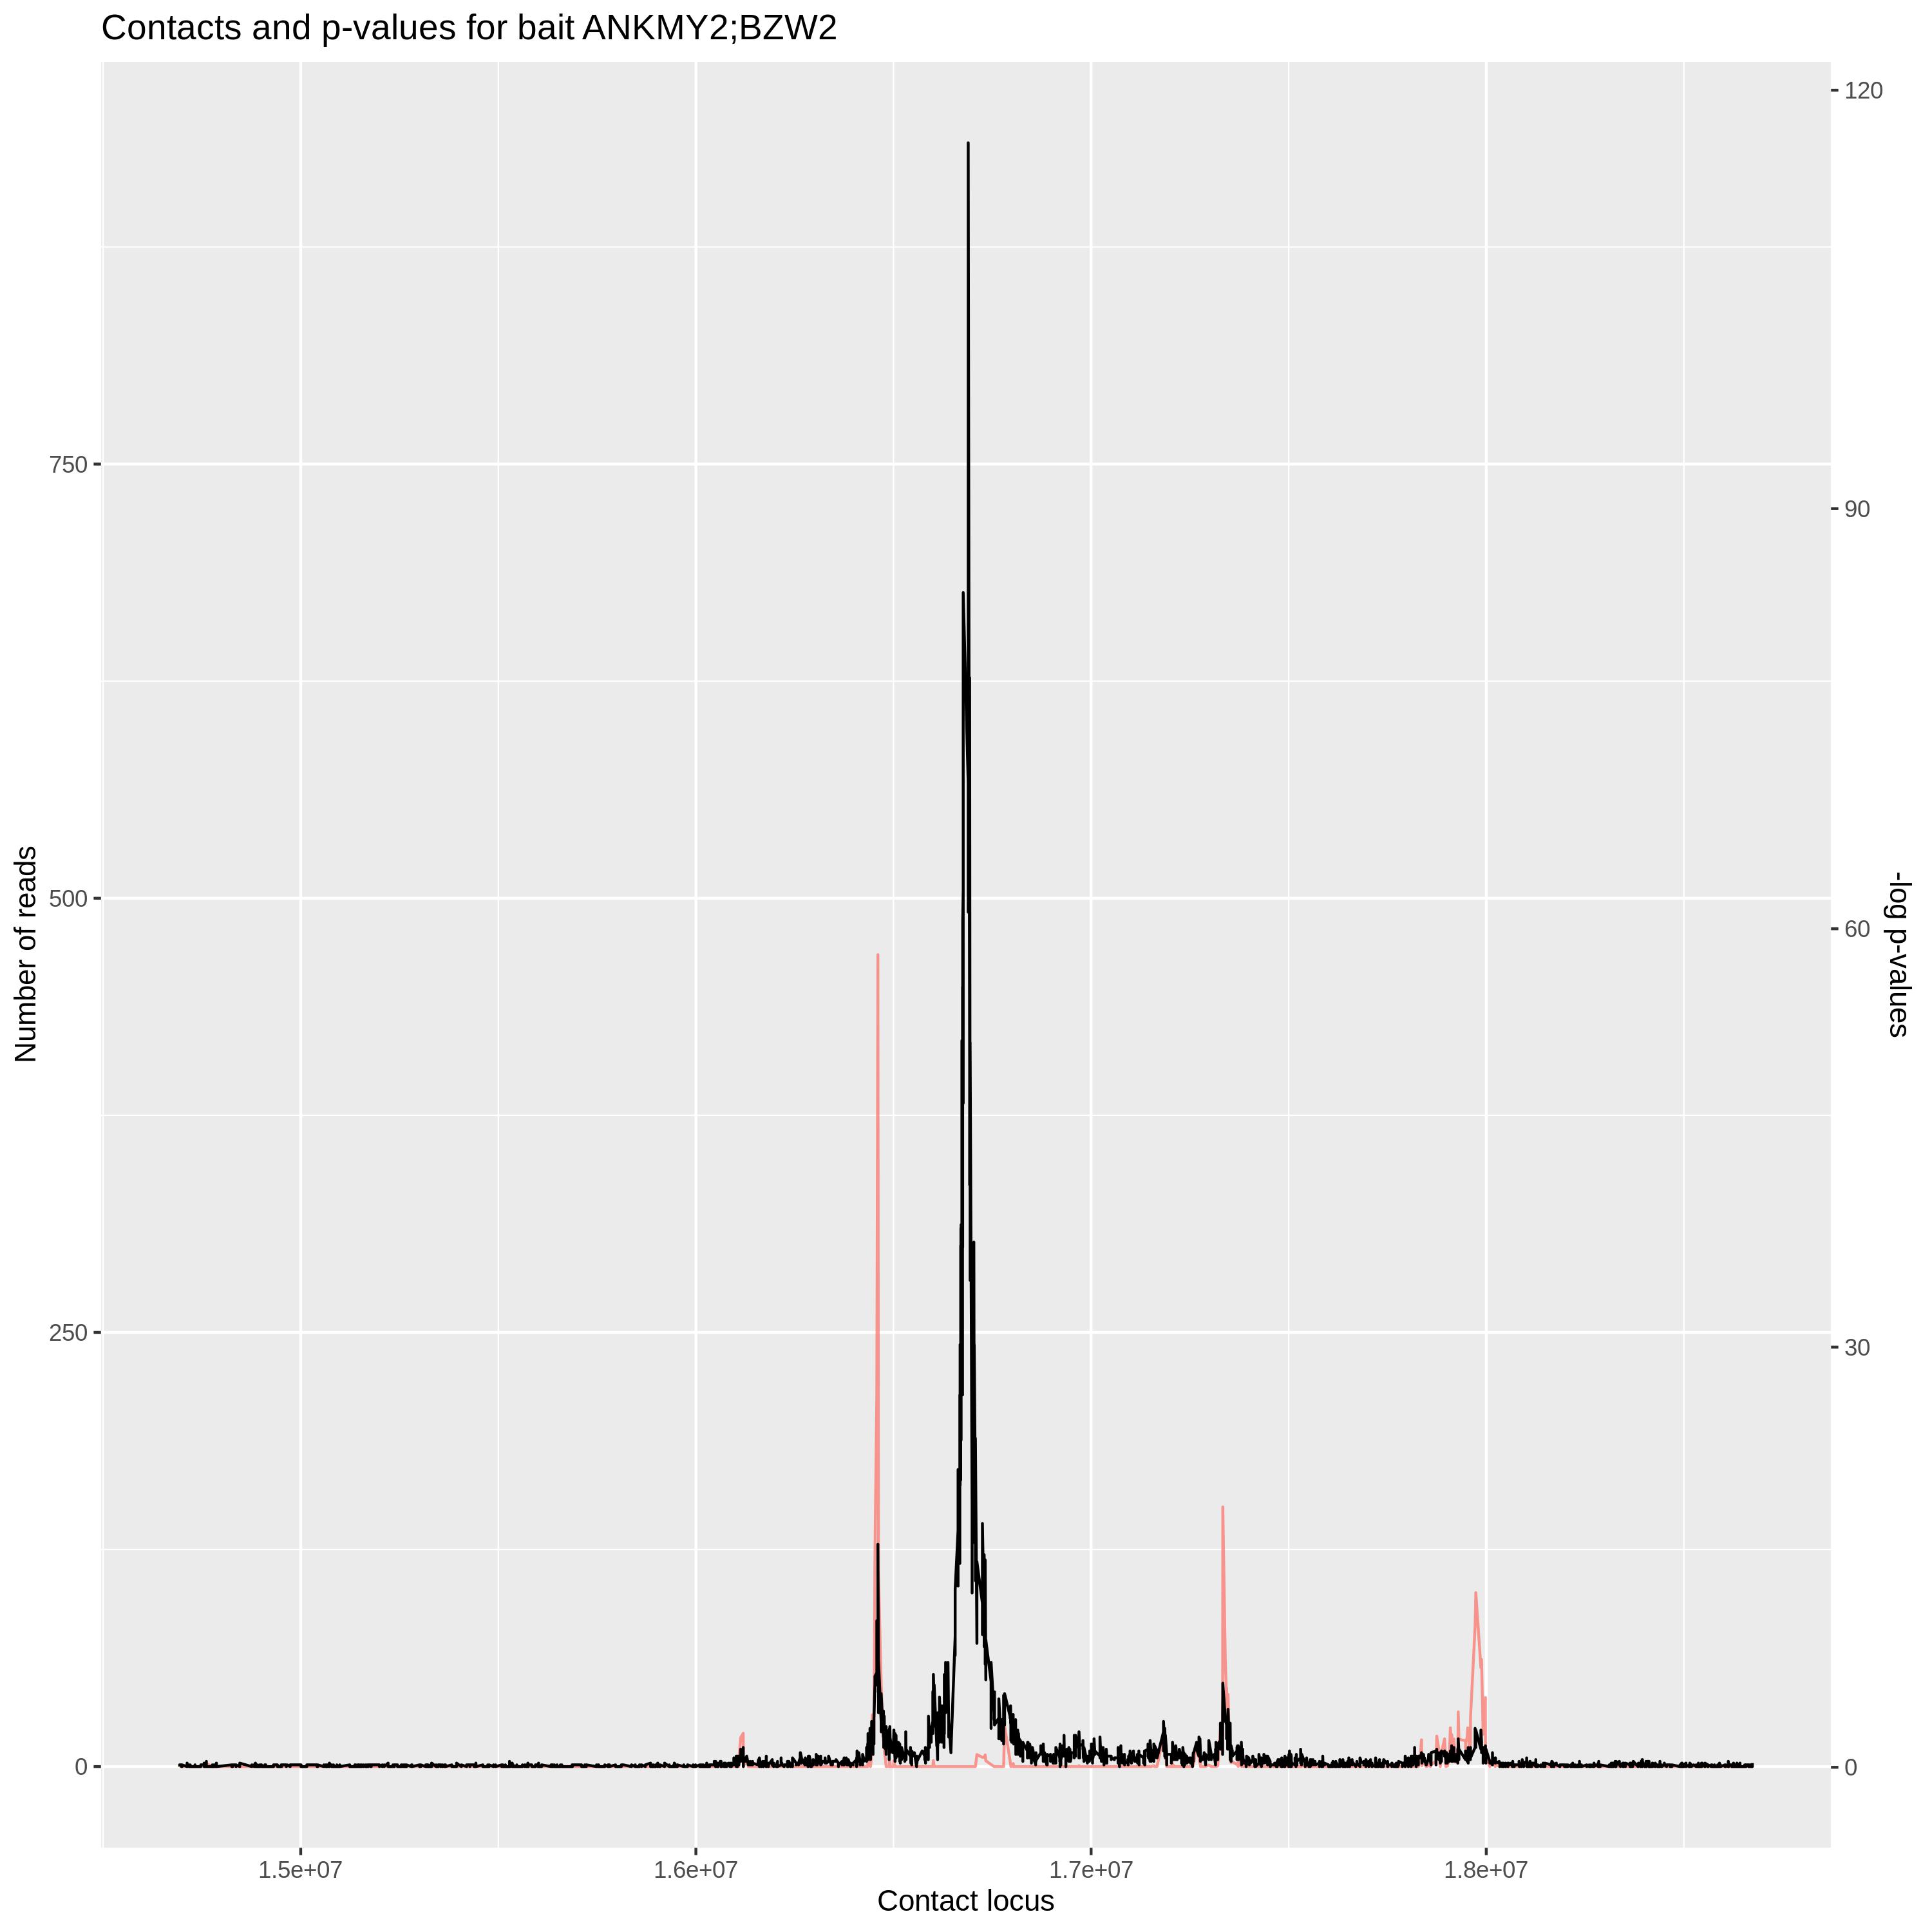 Contacts and p-values for bait ANKMY2;BZW2
120
750
90
500
60
Number of reads
-log p-values
250
30
0
0
1.5e+07
1.6e+07
1.7e+07
1.8e+07
Contact locus